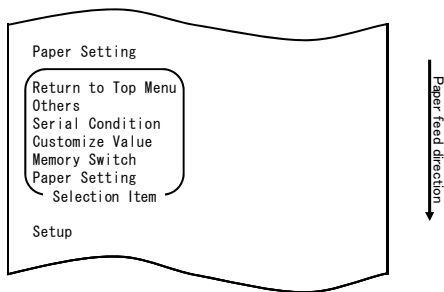 Paper Setting
Return to Top Menu
Others
Serial Condition
Customize Value
Memory Switch
Paper Setting
Selection Item
Setup
Paper feed direction